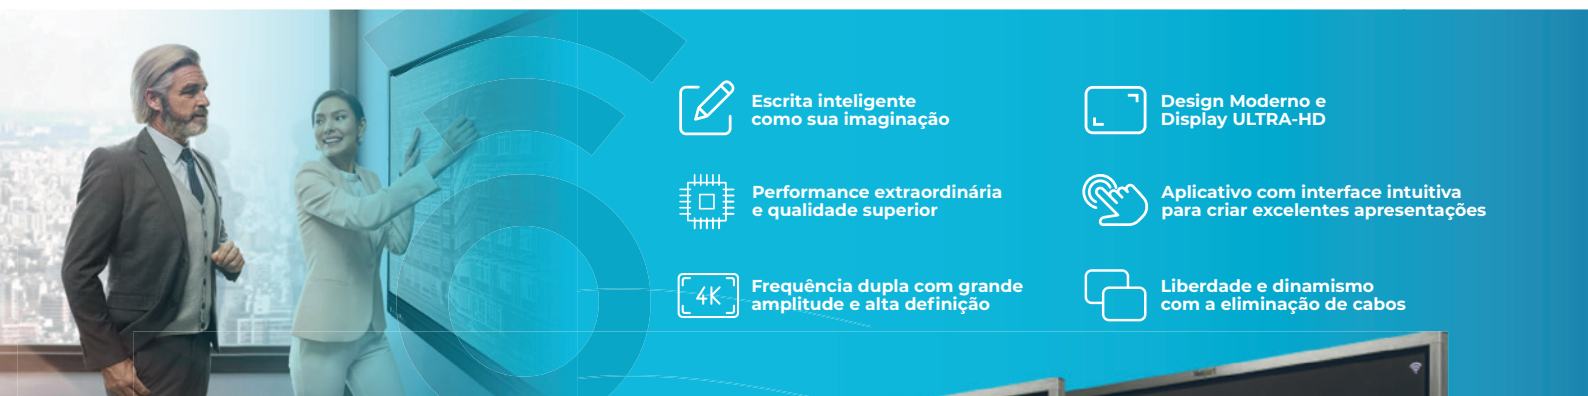 Escrita inteligente
como sua imaginação
Design Moderno e
Display ULTRA-HD
Performance extraordinária
e qualidade superior
Aplicativo com interface intuitiva
para criar excelentes apresentações
4K
Frequência dupla com grande
amplitude e alta definição
Liberdade e dinamismo
com a eliminação de cabos